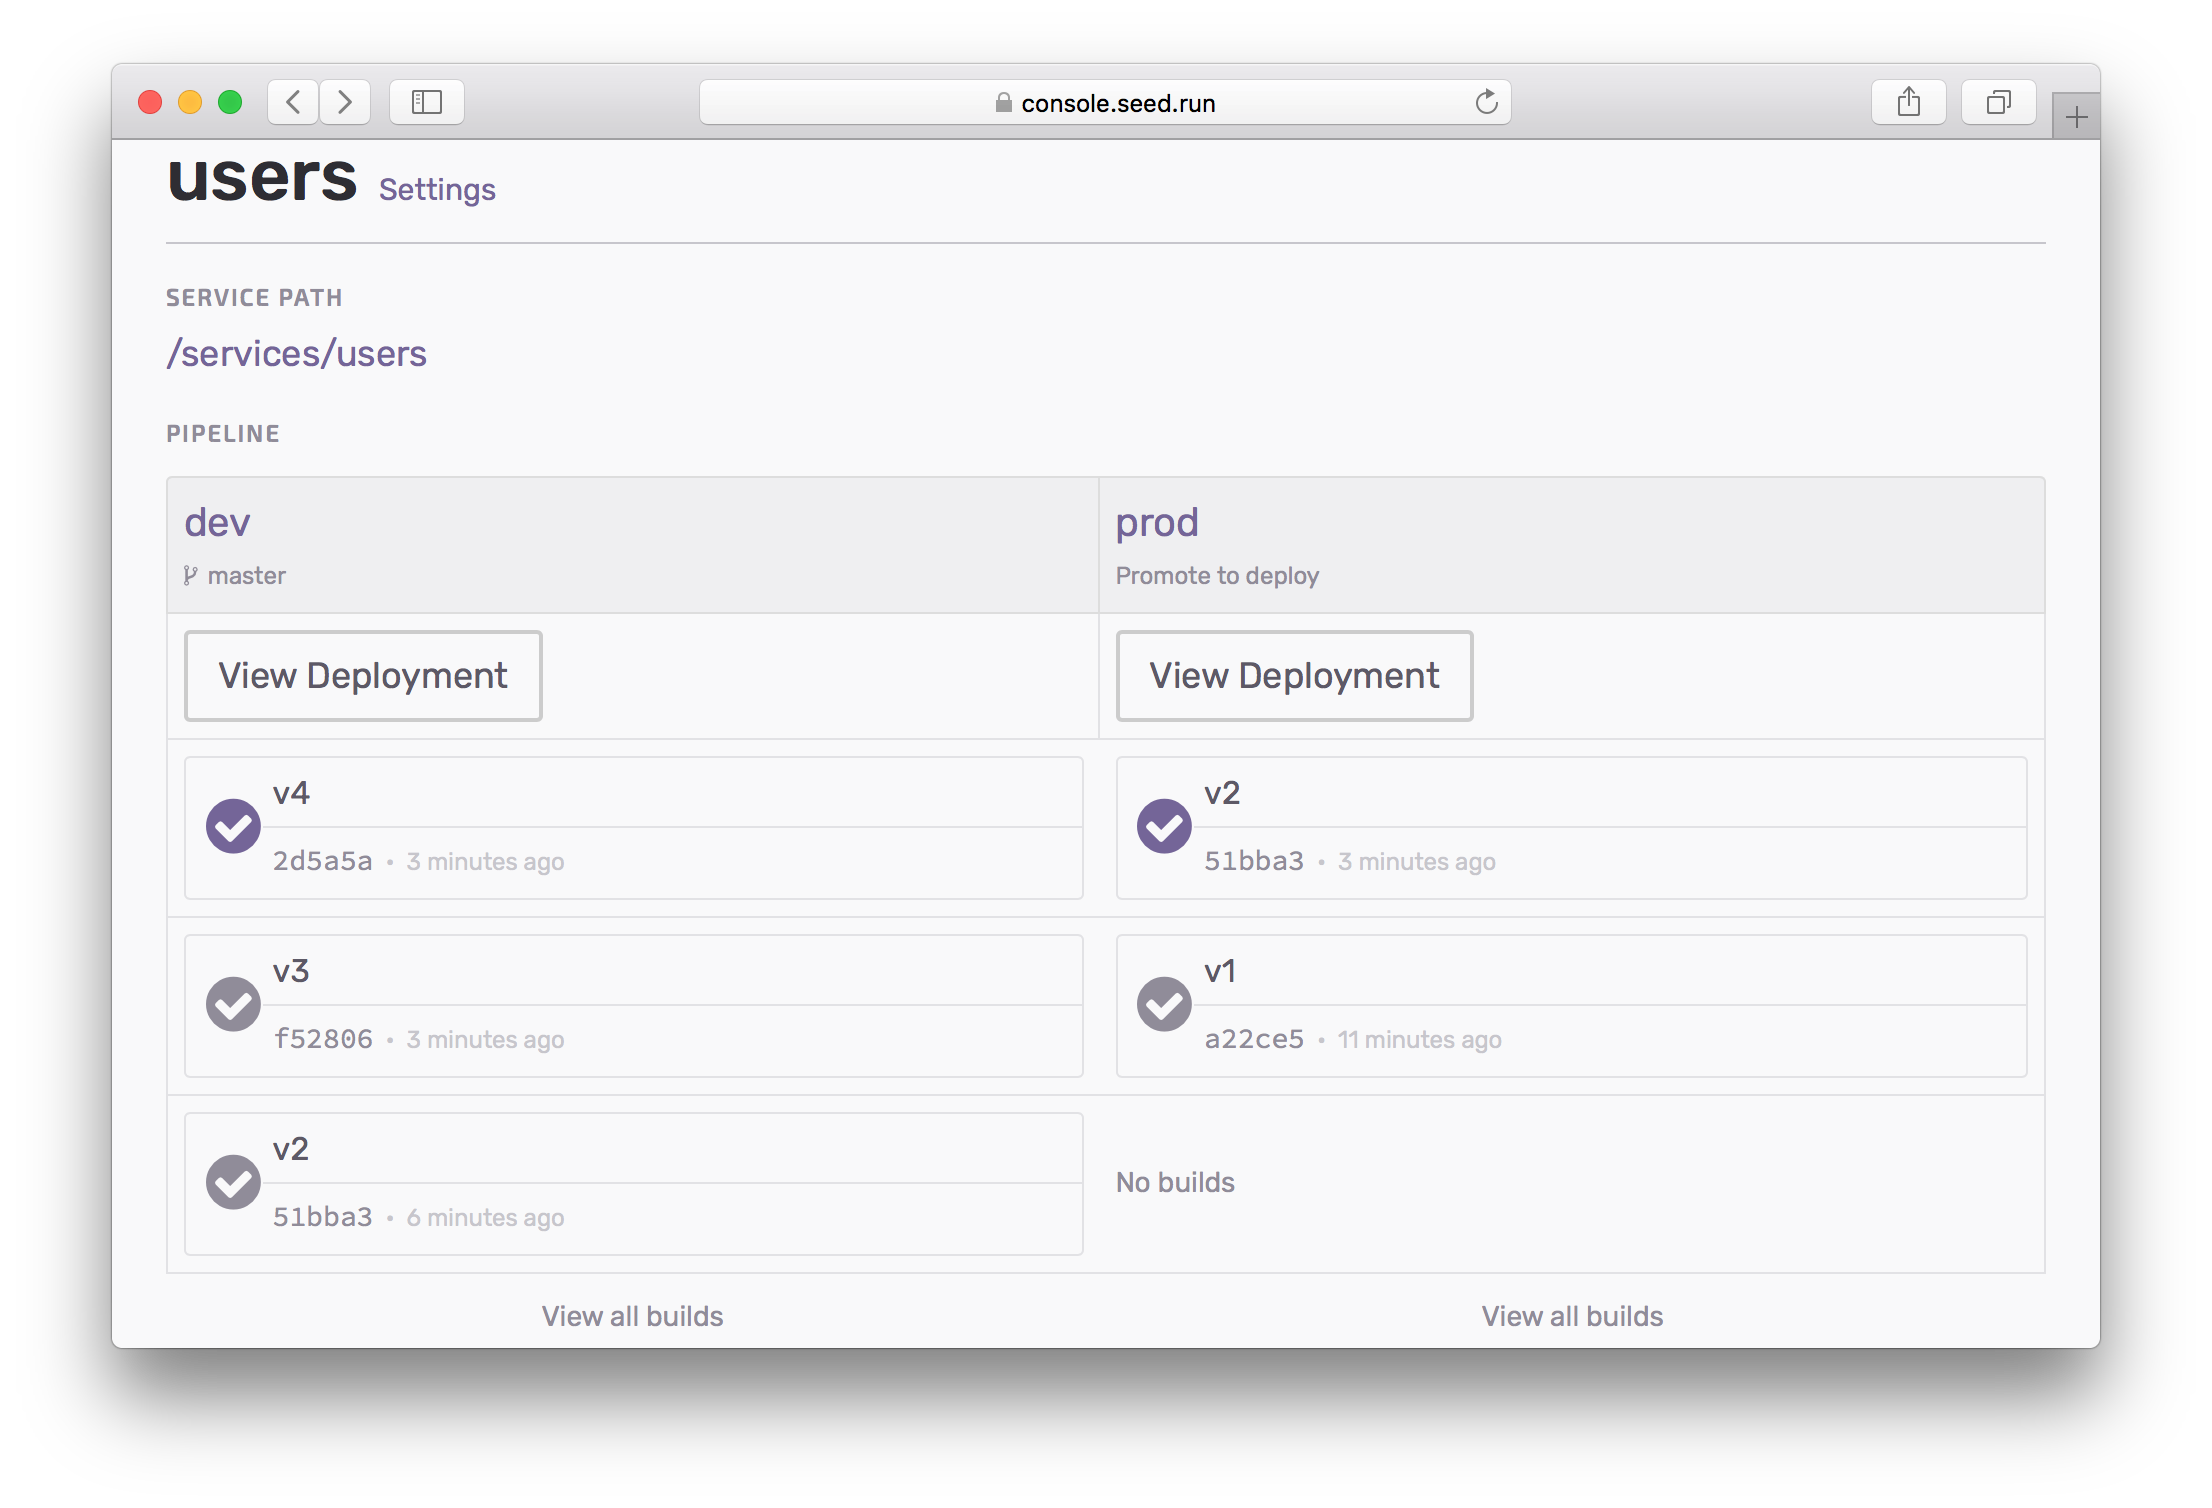 console.seed.run
users Settings
SERVICE PATH
/services/users
PIPELINE
dev
master
prod
Promote to deploy
View Deployment
View Deployment
v4
2d5a5a • 3 minutes ago
v2
51bba3 • 3 minutes ago
v3
f52806 • 3 minutes ago
v1
a22ce5 • 11 minutes ago
v2
51bba3 • 6 minutes ago
No builds
View all builds
View all builds